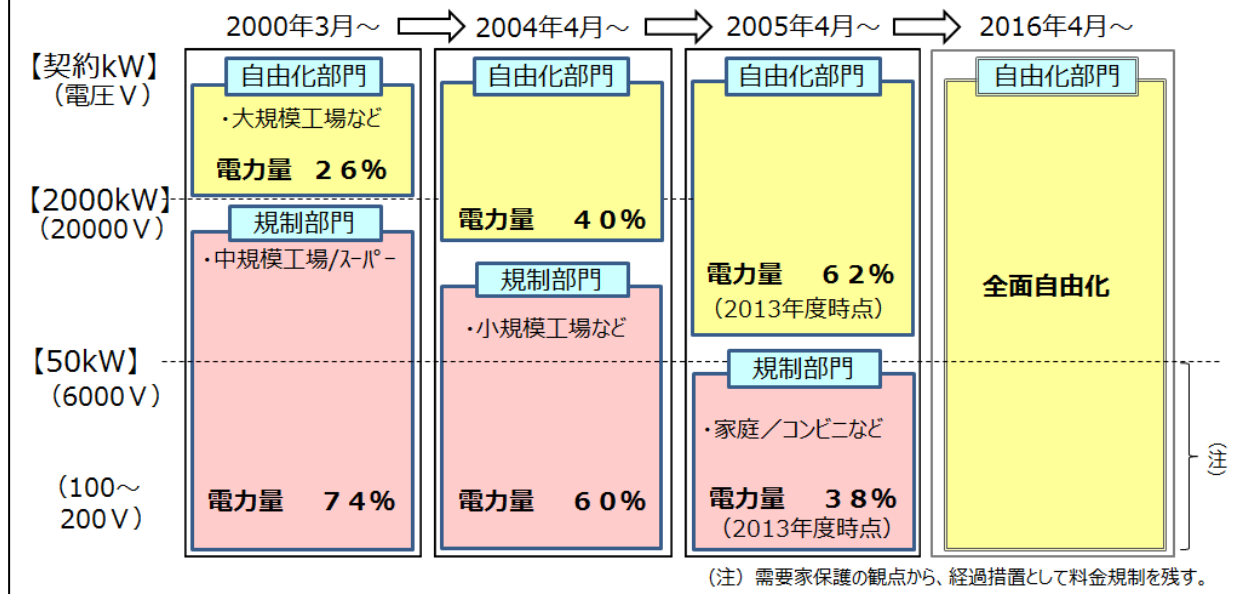 2000年3月～
2004年4月～
2005年4月～
2016年4月～
【契約kW】
（電圧Ｖ）
【2000kW】
（20000Ｖ）
【50kW】
（6000Ｖ）
（100～
200Ｖ）
自由化部門
・大規模工場など
電力量 ２６%
規制部門
・中規模工場/ｽｰﾊﾟｰ
電力量 ７４%
自由化部門
電力量 ４０%
規制部門
・小規模工場など
電力量 ６０%
自由化部門
電力量 ６２%
（2013年度時点）
規制部門
・家庭／コンビニなど
電力量 ３８%
（2013年度時点）
自由化部門
全面自由化
（注）
（注）需要家保護の観点から、経過措置として料金規制を残す。